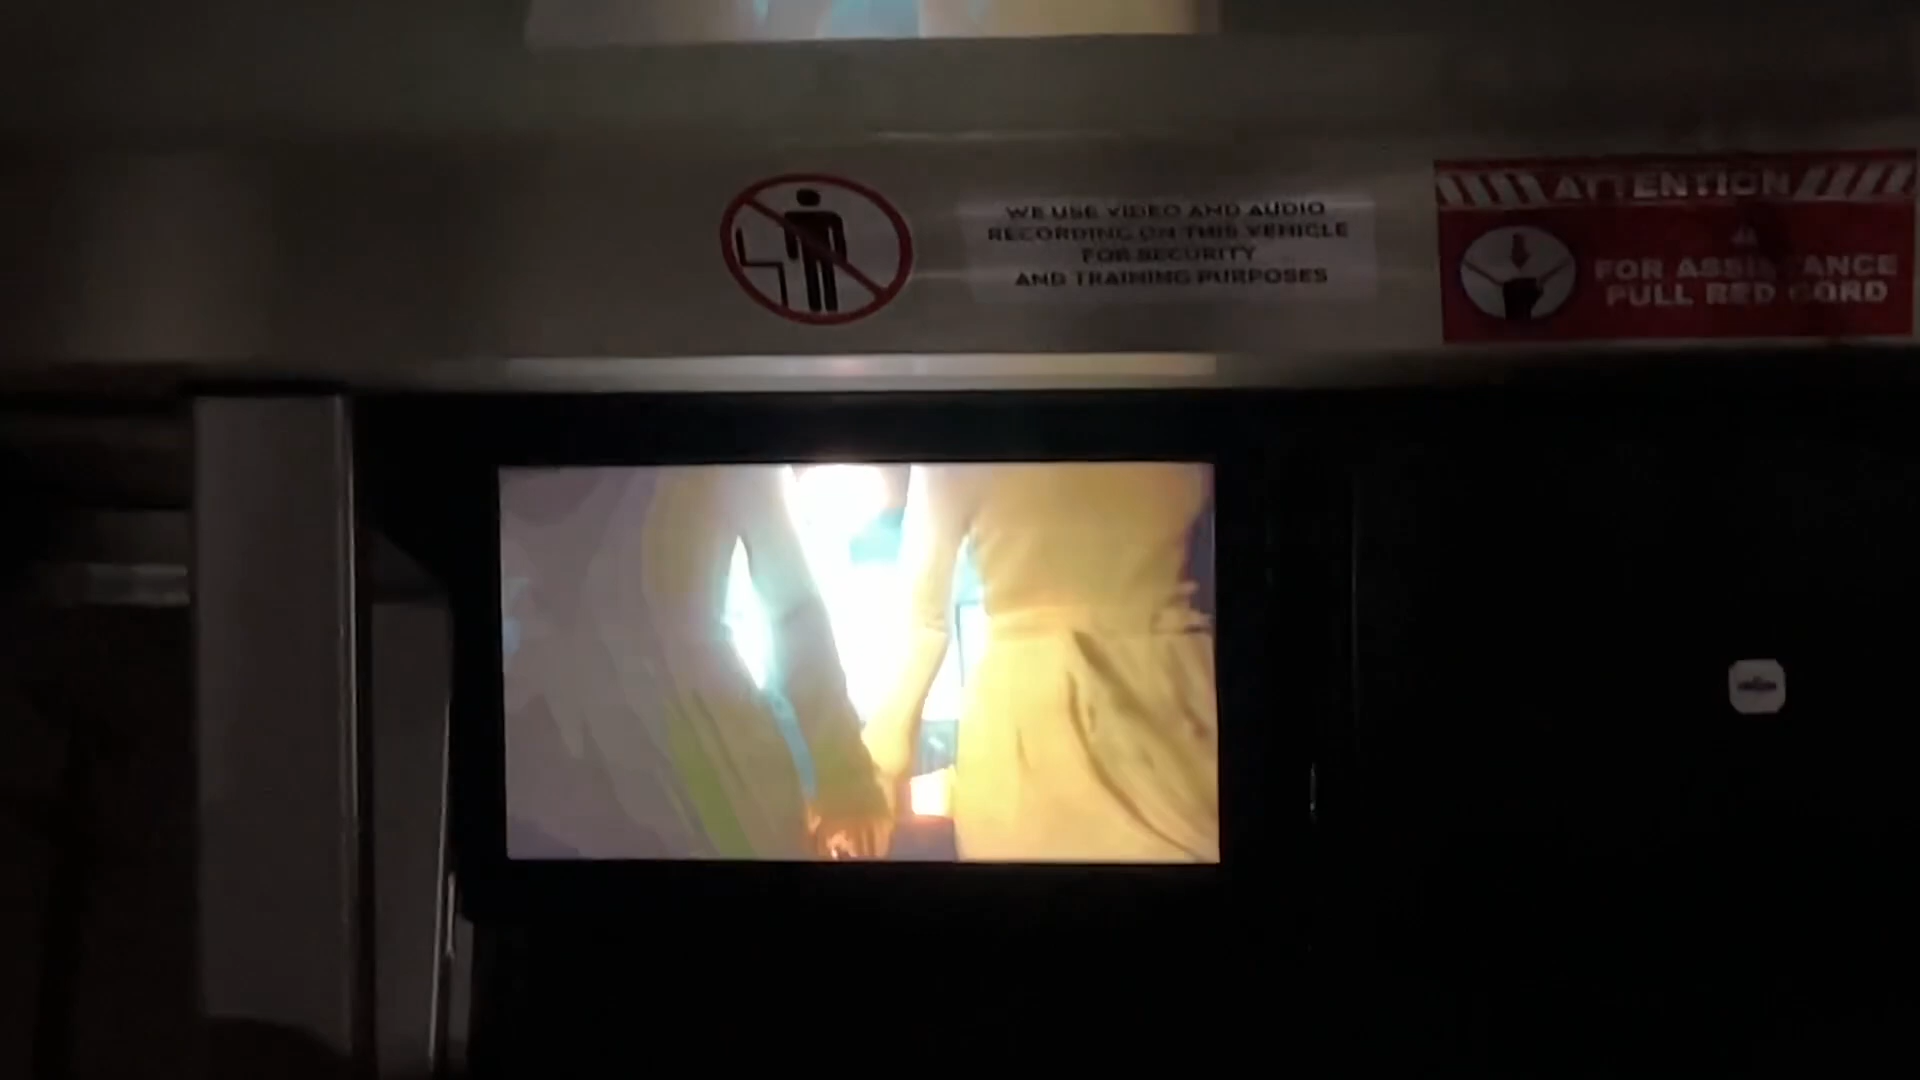 WE USE VIDEO AND AUDIO
RECORDING ON THIS VEHICLE
FOR SECURITY
AND TRAINING PURPOSES
ATTENTION
FOR ASSISTANCE
PULL RED CORD